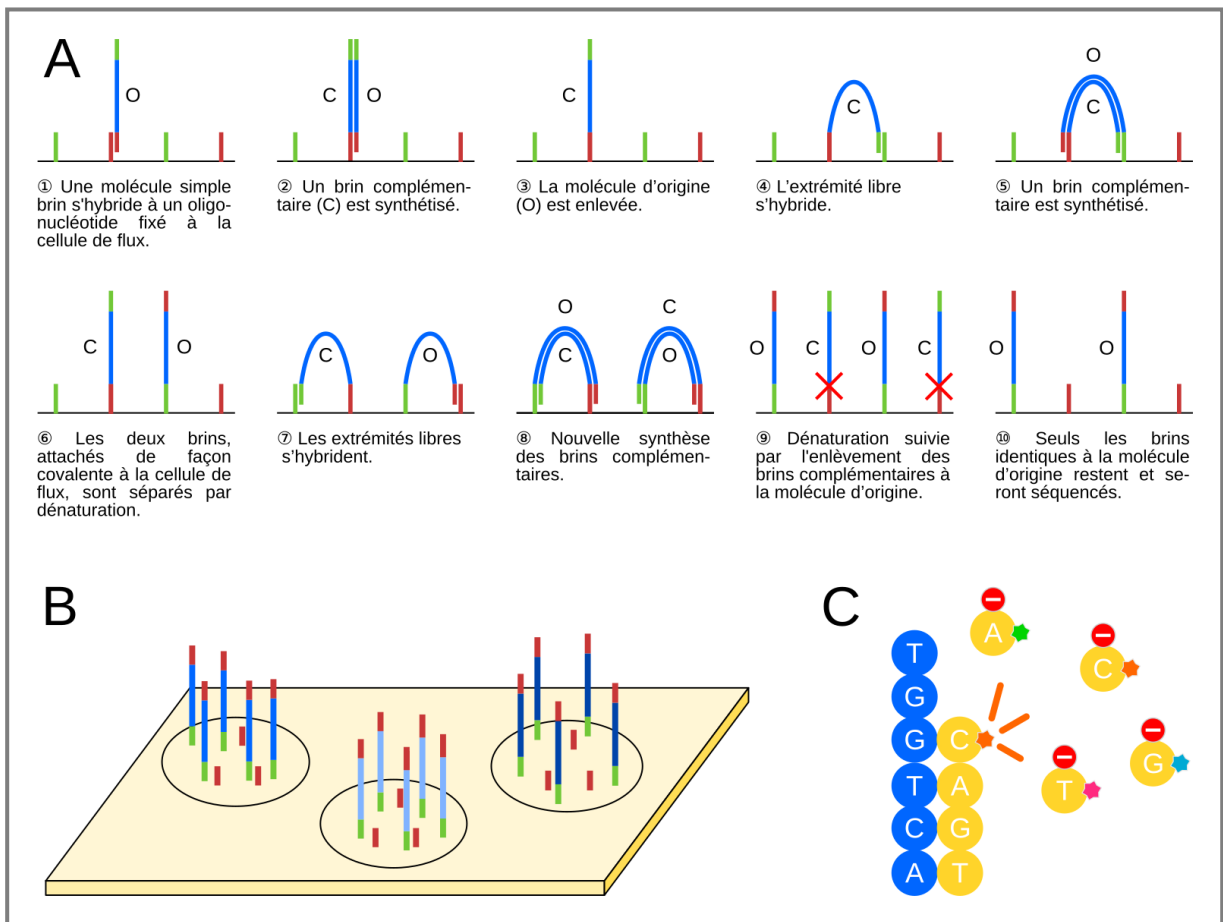 A
O
C O
C
C
O
C
① Une molécule simple
brin s'hybride à un oligo-
nucléotide fixé à la
cellule de flux.
② Un brin complémen-
taire (C) est synthétisé.
③ La molécule d’origine
(O) est enlevée.
④ L’extrémité libre
s’hybride.
⑤ Un brin complémen-
taire est synthétisé.
C O
C O
O C
C O
O C O C
O O
⑥ Les deux brins,
attachés de façon
covalente à la cellule de
flux, sont séparés par
dénaturation.
⑦ Les extrémités libres
s’hybrident.
⑧ Nouvelle synthèse
des brins complémen-
taires.
⑨ Dénaturation suivie
par l'enlèvement des
brins complémentaires à
la molécule d’origine.
⑩ Seuls les brins
identiques à la molécule
d’origine restent et se-
ront séquencés.
B
C
A
C
G
T
T
G
G C
T A
C G
A T